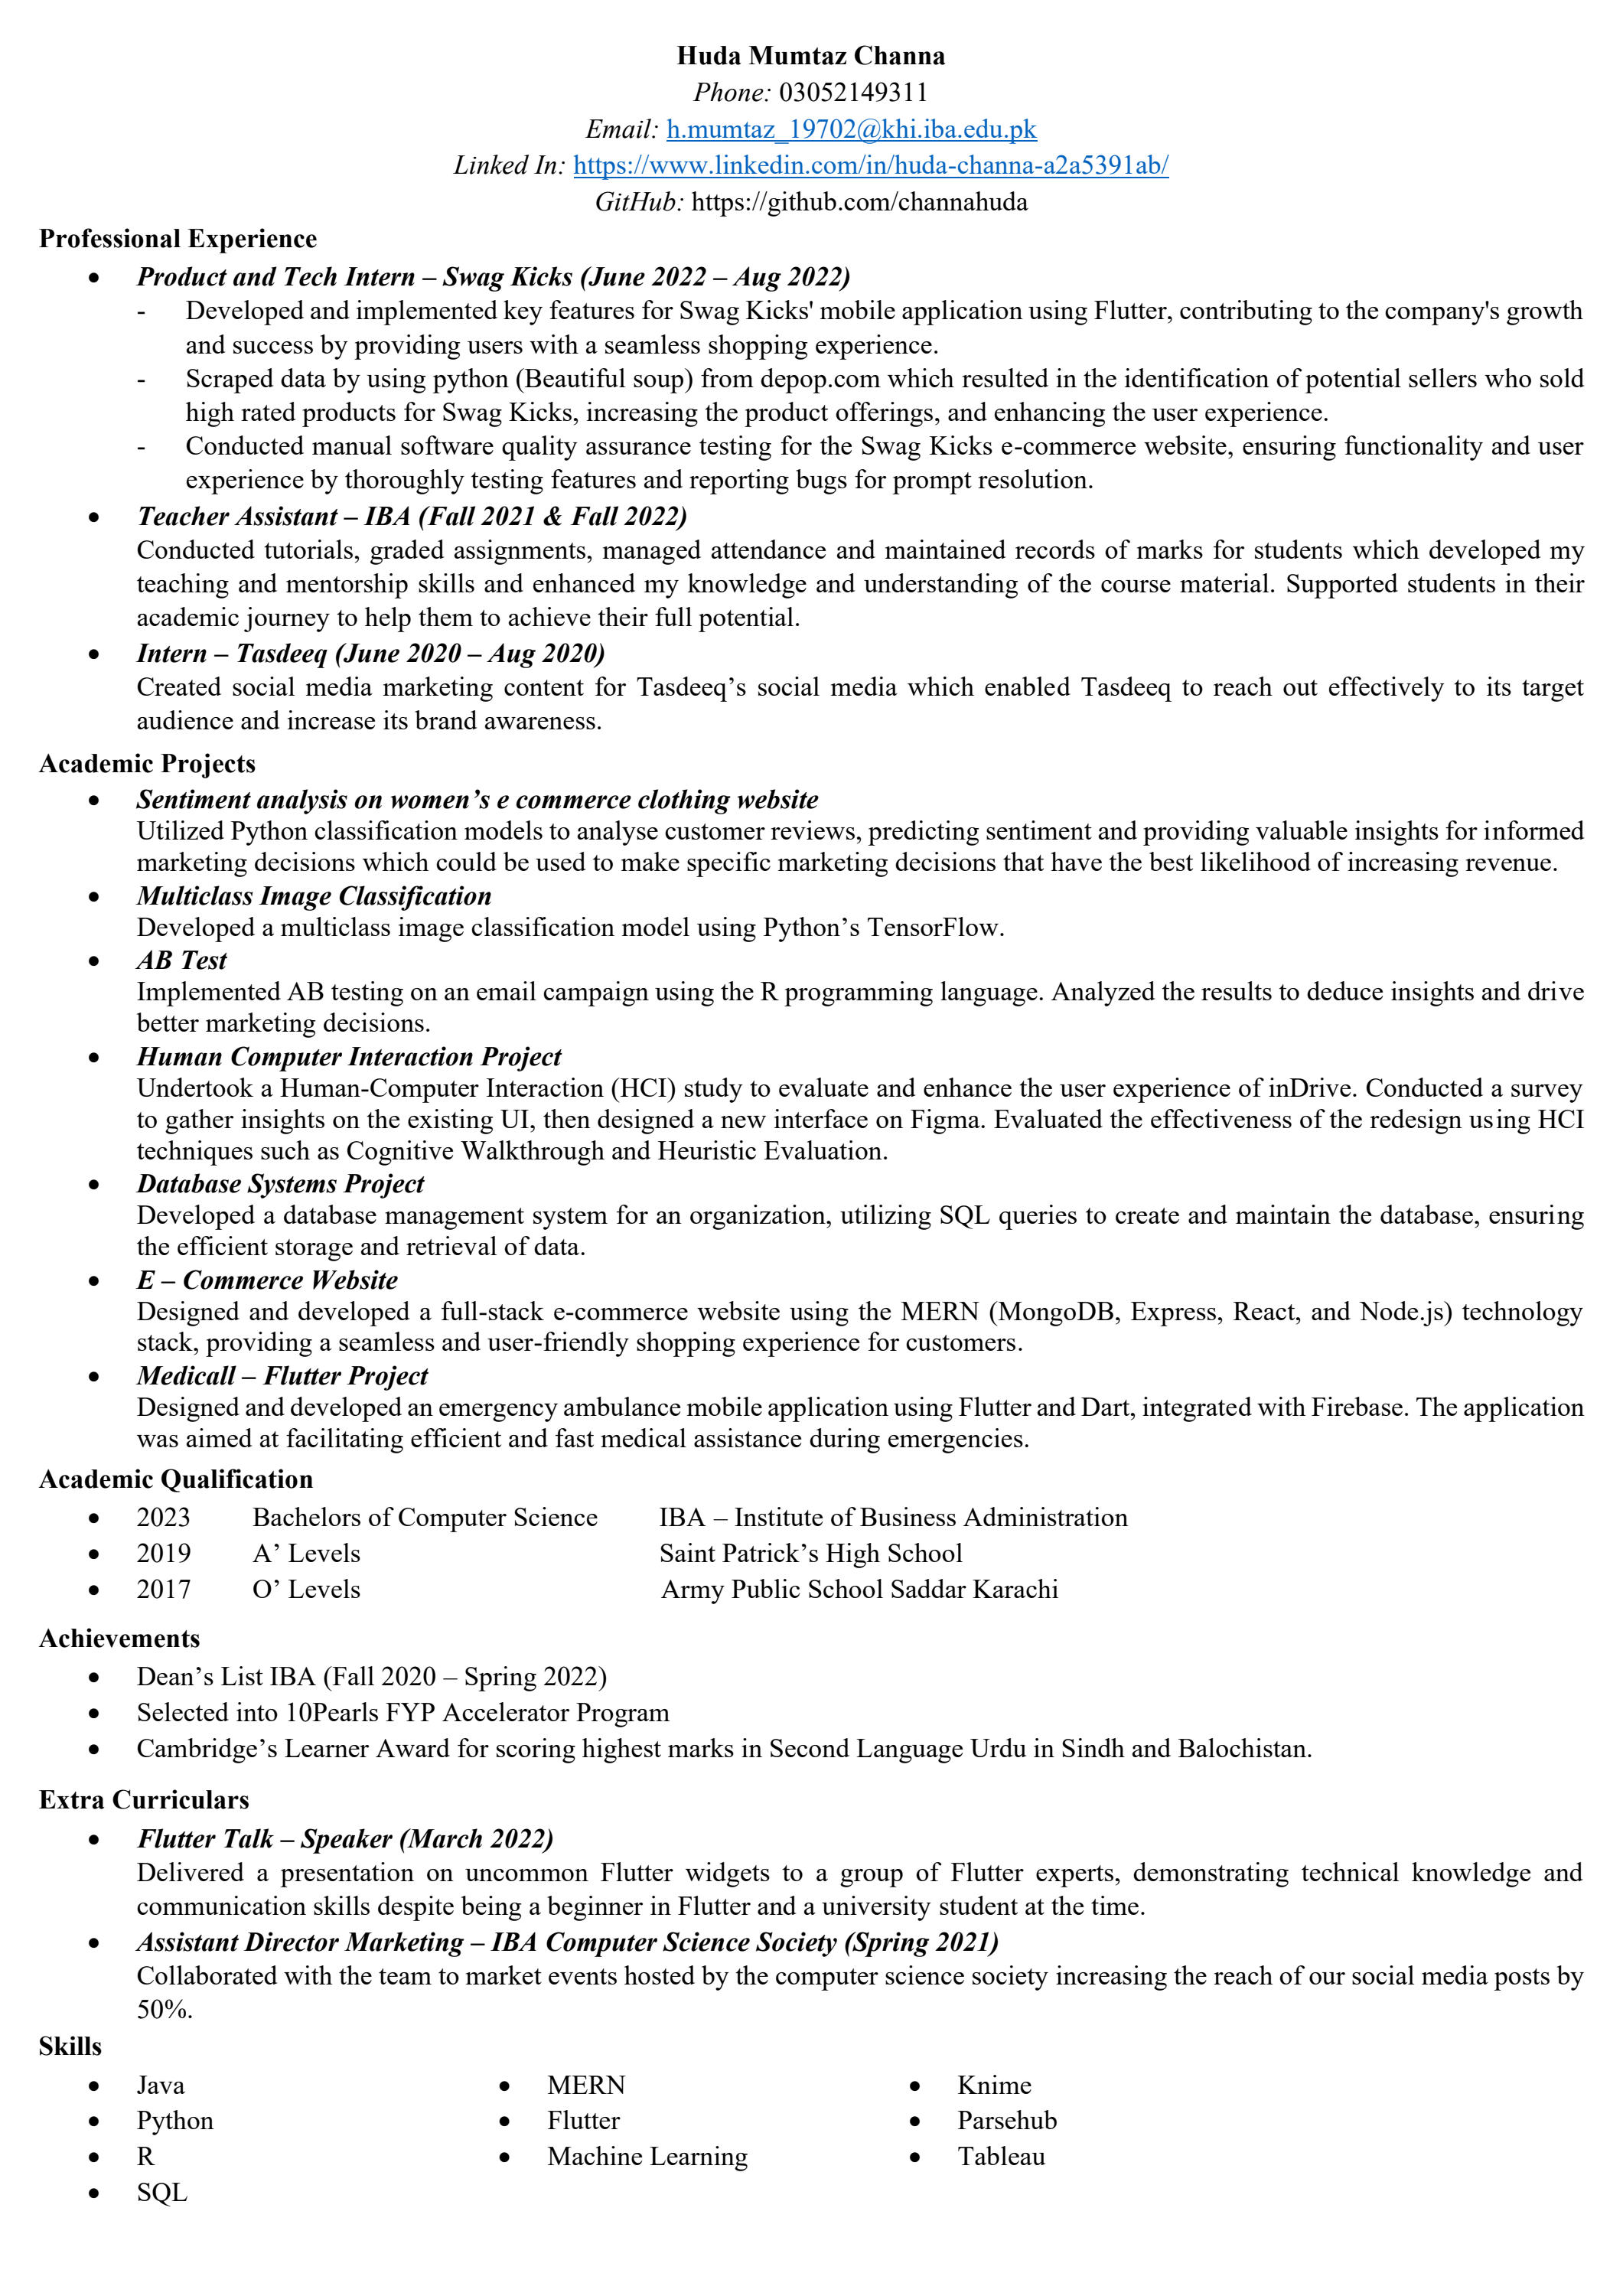 Huda Mumtaz Channa
Phone: 03052149311
Email: h.mumtaz_19702@khi.iba.edu.pk
Linked In: https://www.linkedin.com/in/huda-channa-a2a5391ab/
GitHub: https://github.com/channahuda
Professional Experience
• Product and Tech Intern – Swag Kicks (June 2022 – Aug 2022)
- Developed and implemented key features for Swag Kicks' mobile application using Flutter, contributing to the company's growth
and success by providing users with a seamless shopping experience.
- Scraped data by using python (Beautiful soup) from depop.com which resulted in the identification of potential sellers who sold
high rated products for Swag Kicks, increasing the product offerings, and enhancing the user experience.
- Conducted manual software quality assurance testing for the Swag Kicks e-commerce website, ensuring functionality and user
experience by thoroughly testing features and reporting bugs for prompt resolution.
• Teacher Assistant – IBA (Fall 2021 & Fall 2022)
Conducted tutorials, graded assignments, managed attendance and maintained records of marks for students which developed my
teaching and mentorship skills and enhanced my knowledge and understanding of the course material. Supported students in their
academic journey to help them to achieve their full potential.
• Intern – Tasdeeq (June 2020 – Aug 2020)
Created social media marketing content for Tasdeeq’s social media which enabled Tasdeeq to reach out effectively to its target
audience and increase its brand awareness.
Academic Projects
• Sentiment analysis on women’s e commerce clothing website
Utilized Python classification models to analyse customer reviews, predicting sentiment and providing valuable insights for informed
marketing decisions which could be used to make specific marketing decisions that have the best likelihood of increasing revenue.
• Multiclass Image Classification
Developed a multiclass image classification model using Python’s TensorFlow.
• AB Test
Implemented AB testing on an email campaign using the R programming language. Analyzed the results to deduce insights and drive
better marketing decisions.
• Human Computer Interaction Project
Undertook a Human-Computer Interaction (HCI) study to evaluate and enhance the user experience of inDrive. Conducted a survey
to gather insights on the existing UI, then designed a new interface on Figma. Evaluated the effectiveness of the redesign using HCI
techniques such as Cognitive Walkthrough and Heuristic Evaluation.
• Database Systems Project
Developed a database management system for an organization, utilizing SQL queries to create and maintain the database, ensuring
the efficient storage and retrieval of data.
• E – Commerce Website
Designed and developed a full-stack e-commerce website using the MERN (MongoDB, Express, React, and Node.js) technology
stack, providing a seamless and user-friendly shopping experience for customers.
• Medicall – Flutter Project
Designed and developed an emergency ambulance mobile application using Flutter and Dart, integrated with Firebase. The application
was aimed at facilitating efficient and fast medical assistance during emergencies.
Academic Qualification
• 2023 Bachelors of Computer Science IBA – Institute of Business Administration
• 2019 A’ Levels Saint Patrick’s High School
• 2017 O’ Levels Army Public School Saddar Karachi
Achievements
• Dean’s List IBA (Fall 2020 – Spring 2022)
• Selected into 10Pearls FYP Accelerator Program
• Cambridge’s Learner Award for scoring highest marks in Second Language Urdu in Sindh and Balochistan.
Extra Curriculars
• Flutter Talk – Speaker (March 2022)
Delivered a presentation on uncommon Flutter widgets to a group of Flutter experts, demonstrating technical knowledge and
communication skills despite being a beginner in Flutter and a university student at the time.
• Assistant Director Marketing – IBA Computer Science Society (Spring 2021)
Collaborated with the team to market events hosted by the computer science society increasing the reach of our social media posts by
50%.
Skills
• Java
• Python
• R
• SQL
• MERN
• Flutter
• Machine Learning
• Knime
• Parsehub
• Tableau